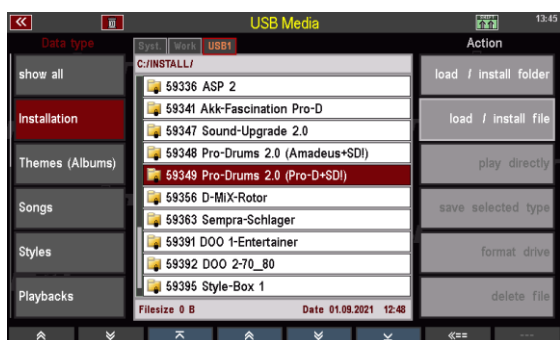 USB Media
13:45
Data type
Syst. Work USB1
Action
C:/INSTALL/
show all
Installation
Themes (Albums)
Songs
Styles
Playbacks
59336 ASP 2
59341 Akk-Fascination Pro-D
59347 Sound-Upgrade 2.0
59348 Pro-Drums 2.0 (Amadeus+SD!)
59349 Pro-Drums 2.0 (Pro-D+SD!)
59356 D-MiX-Rotor
59363 Sempra-Schlager
59391 DOO 1-Entertainer
59392 DOO 2-70__80
59395 Style-Box 1
Filesize 0 B Date 01.09.2021 12:48
load / install folder
load / install file
play directly
save selected type
format drive
delete file